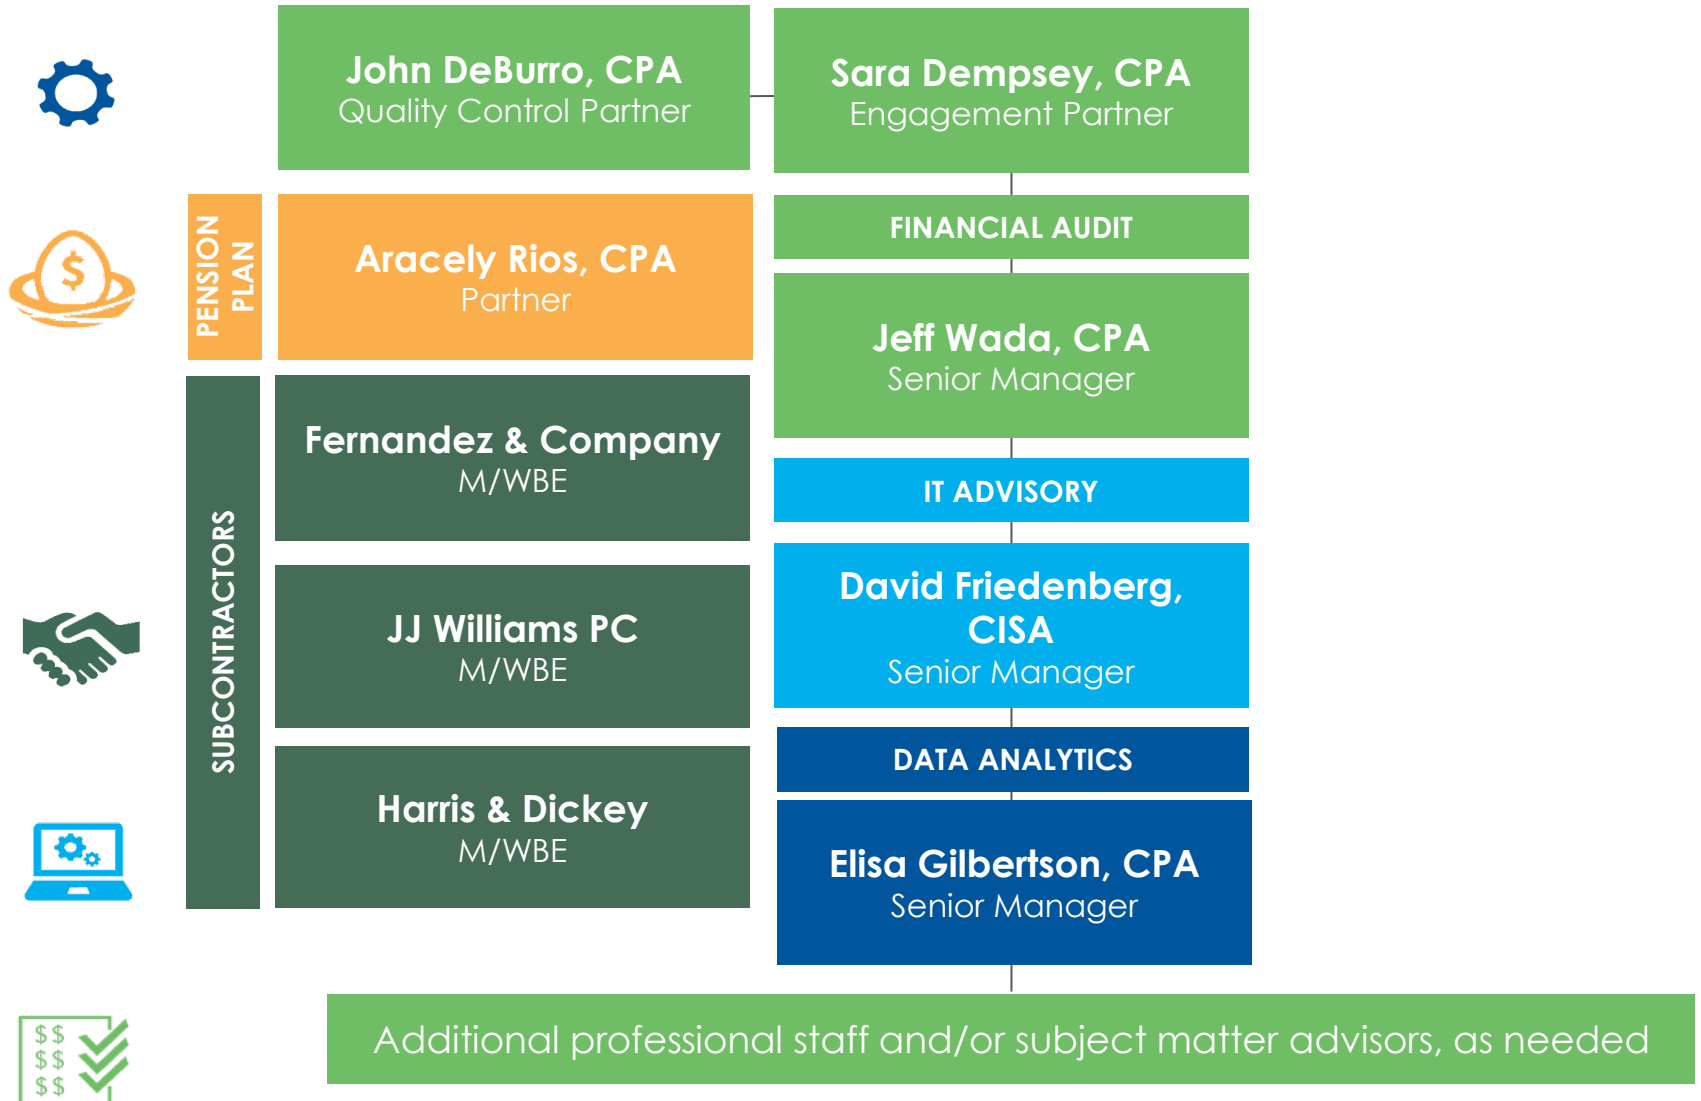 John DeBurro, CPA
Quality Control Partner
Sara Dempsey, CPA
Engagement Partner
PENSION
PLAN
Aracely Rios, CPA
Partner
FINANCIAL AUDIT
Jeff Wada, CPA
Senior Manager
SUBCONTRACTORS
Fernandez & Company
M/WBE
IT ADVISORY
JJ Williams PC
M/WBE
David Friedenberg,
CISA
Senior Manager
Harris & Dickey
M/WBE
DATA ANALYTICS
Elisa Gilbertson, CPA
Senior Manager
Additional professional staff and/or subject matter advisors, as needed
$
$$
$$
$$